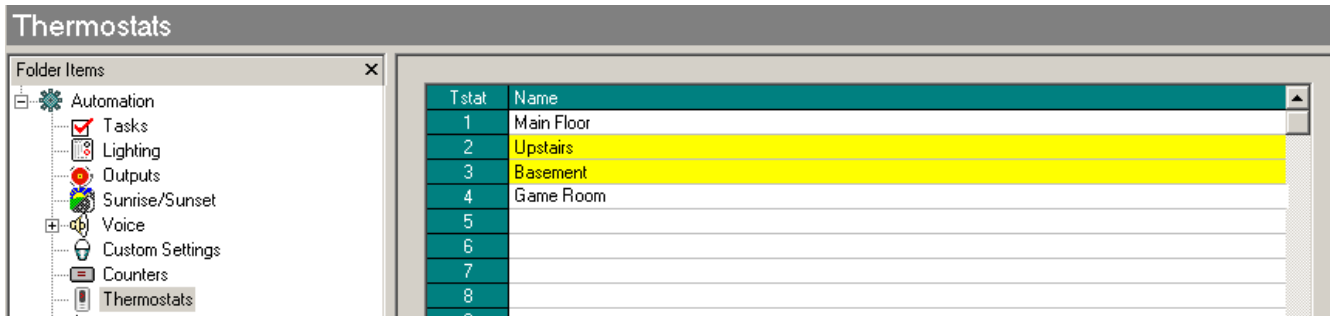 Thermostats
Folder Items
Automation
Tasks
Lighting
Outputs
Sunrise/Sunset
Voice
Custom Settings
Counters
Thermostats
Tstat Name
1 Main Floor
2 Upstairs
3 Basement
4 Game Room
5
6
7
8